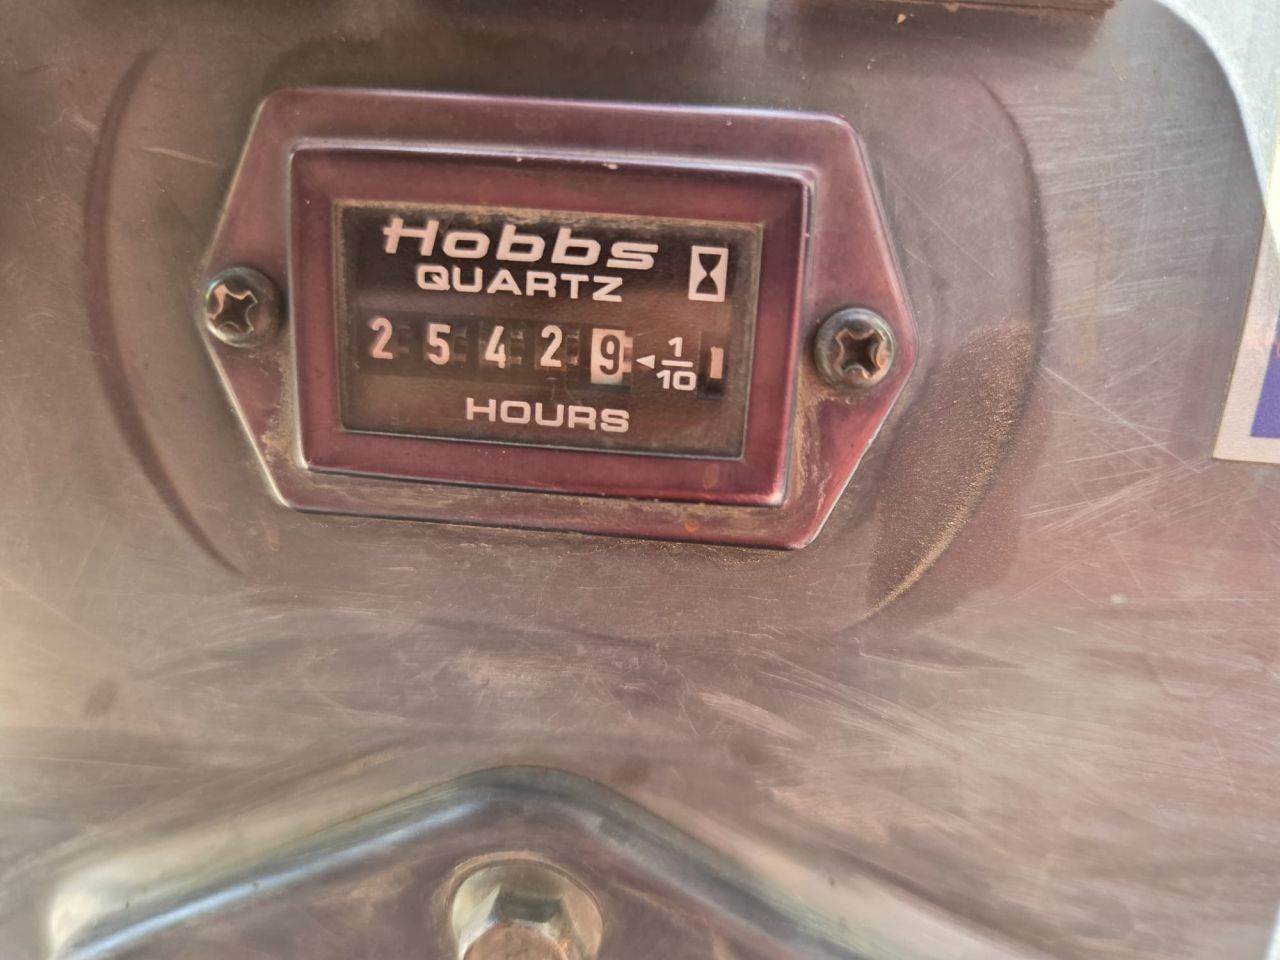 Hobbs
QUARTZ
2 5 4 2 9 ◄ 1/10
HOURS